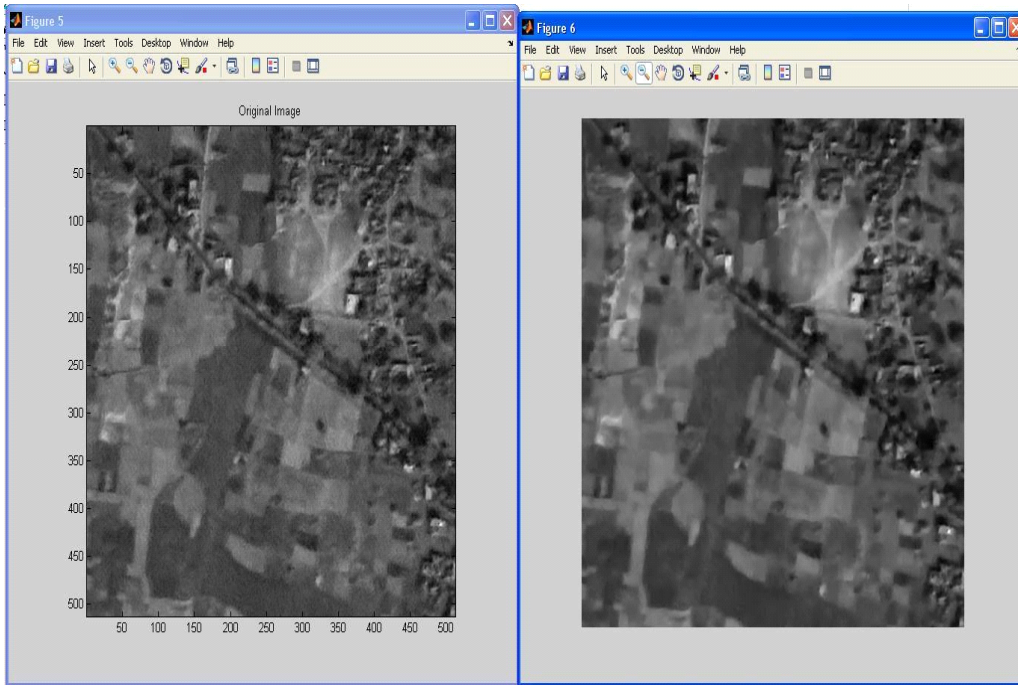 Figure 5
File Edit View Insert Tools Desktop Window Help
Original Image
50
100
150
200
250
300
350
400
450
500
50 100 150 200 250 300 350 400 450 500
Figure 6
File Edit View Insert Tools Desktop Window Help